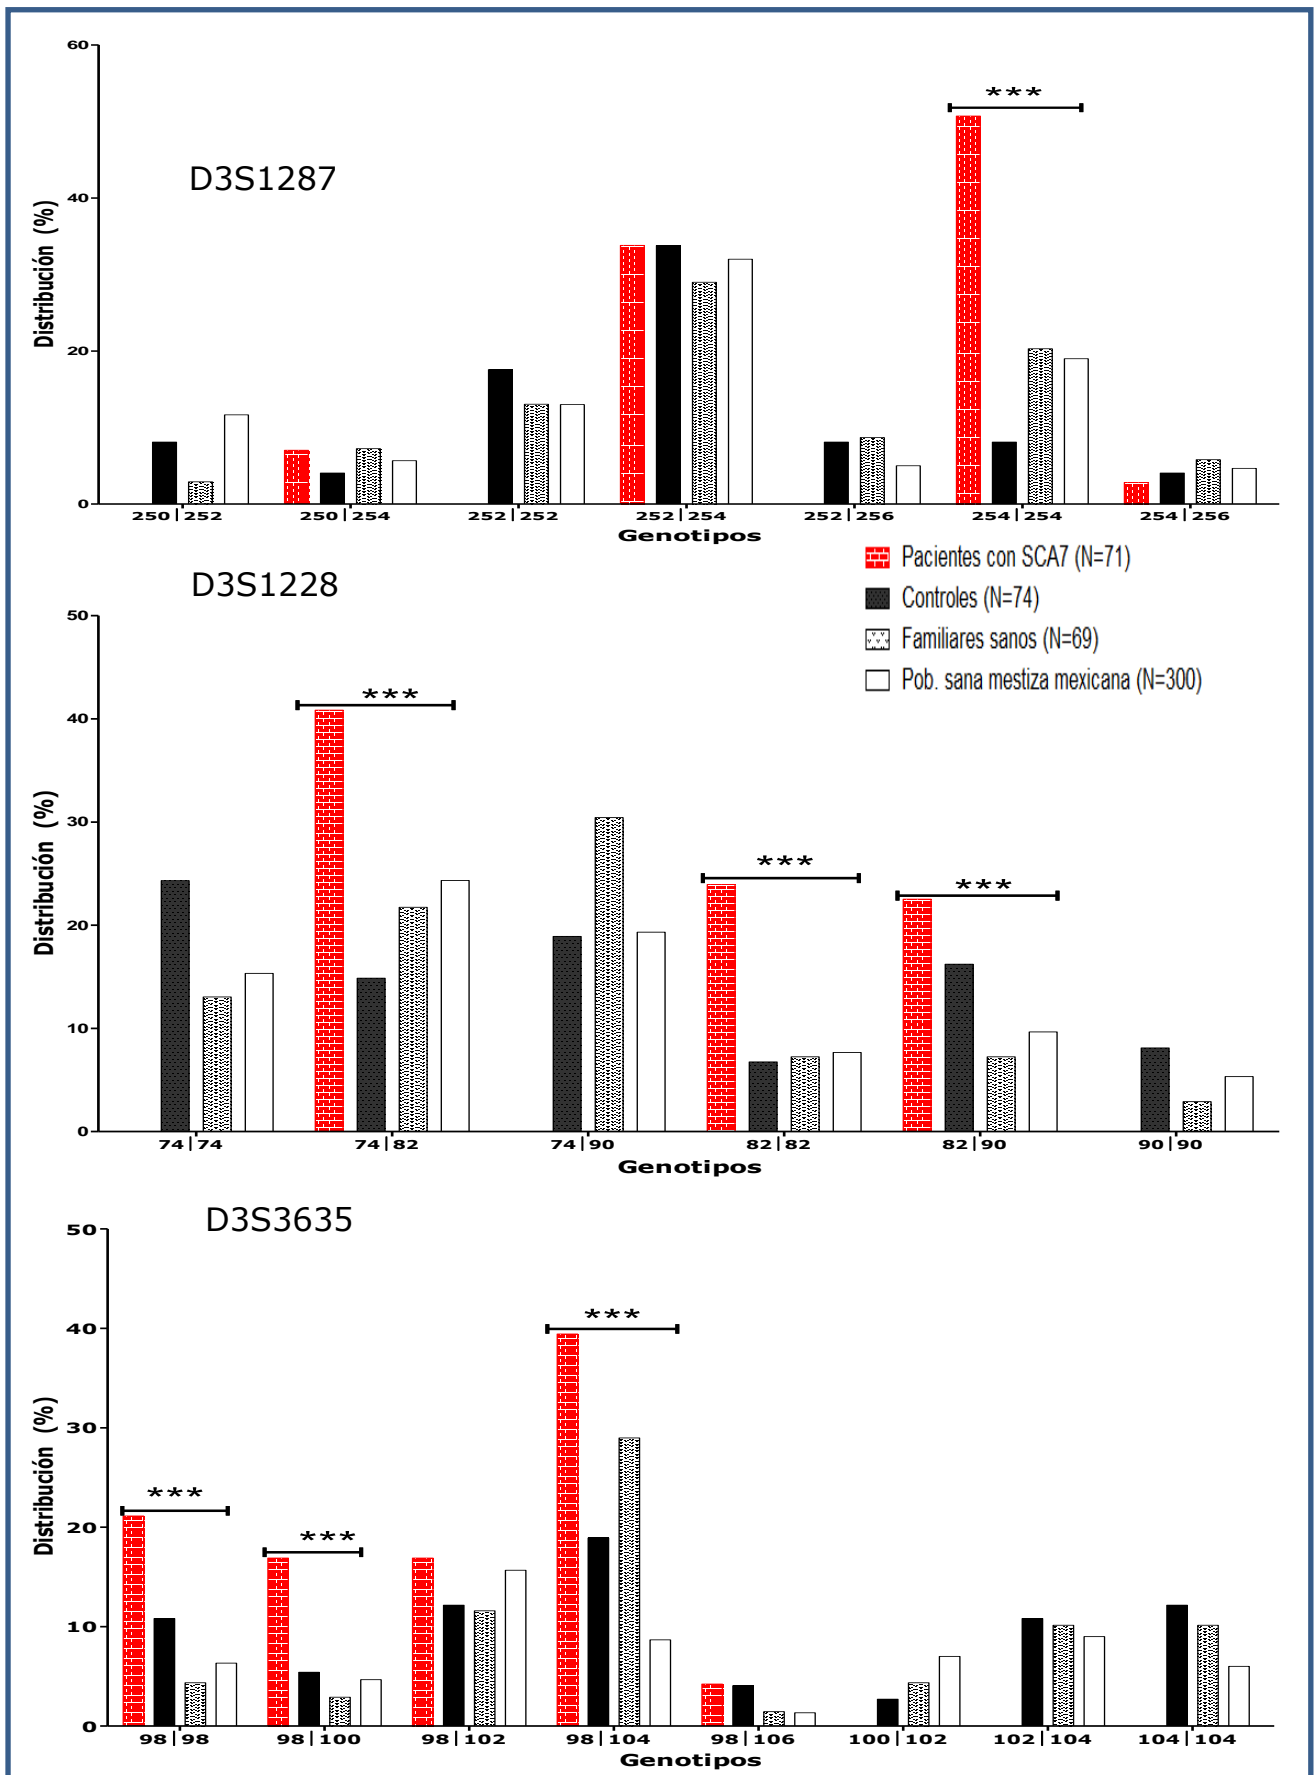 D3S1287
Distribución (%)
60
40
20
0
***
250|252 250|254 252|252 252|254 252|256 254|254 254|256
Genotipos
Pacientes con SCA7 (N=71)
Controles (N=74)
Familiares sanos (N=69)
Pob. sana mestiza mexicana (N=300)
D3S1228
Distribución (%)
50
40
30
20
10
0
***
***
***
74|74 74|82 74|90 82|82 82|90 90|90
Genotipos
D3S3635
Distribución (%)
50
40
30
20
10
0
***
***
***
98|98 98|100 98|102 98|104 98|106 100|102 102|104 104|104
Genotipos